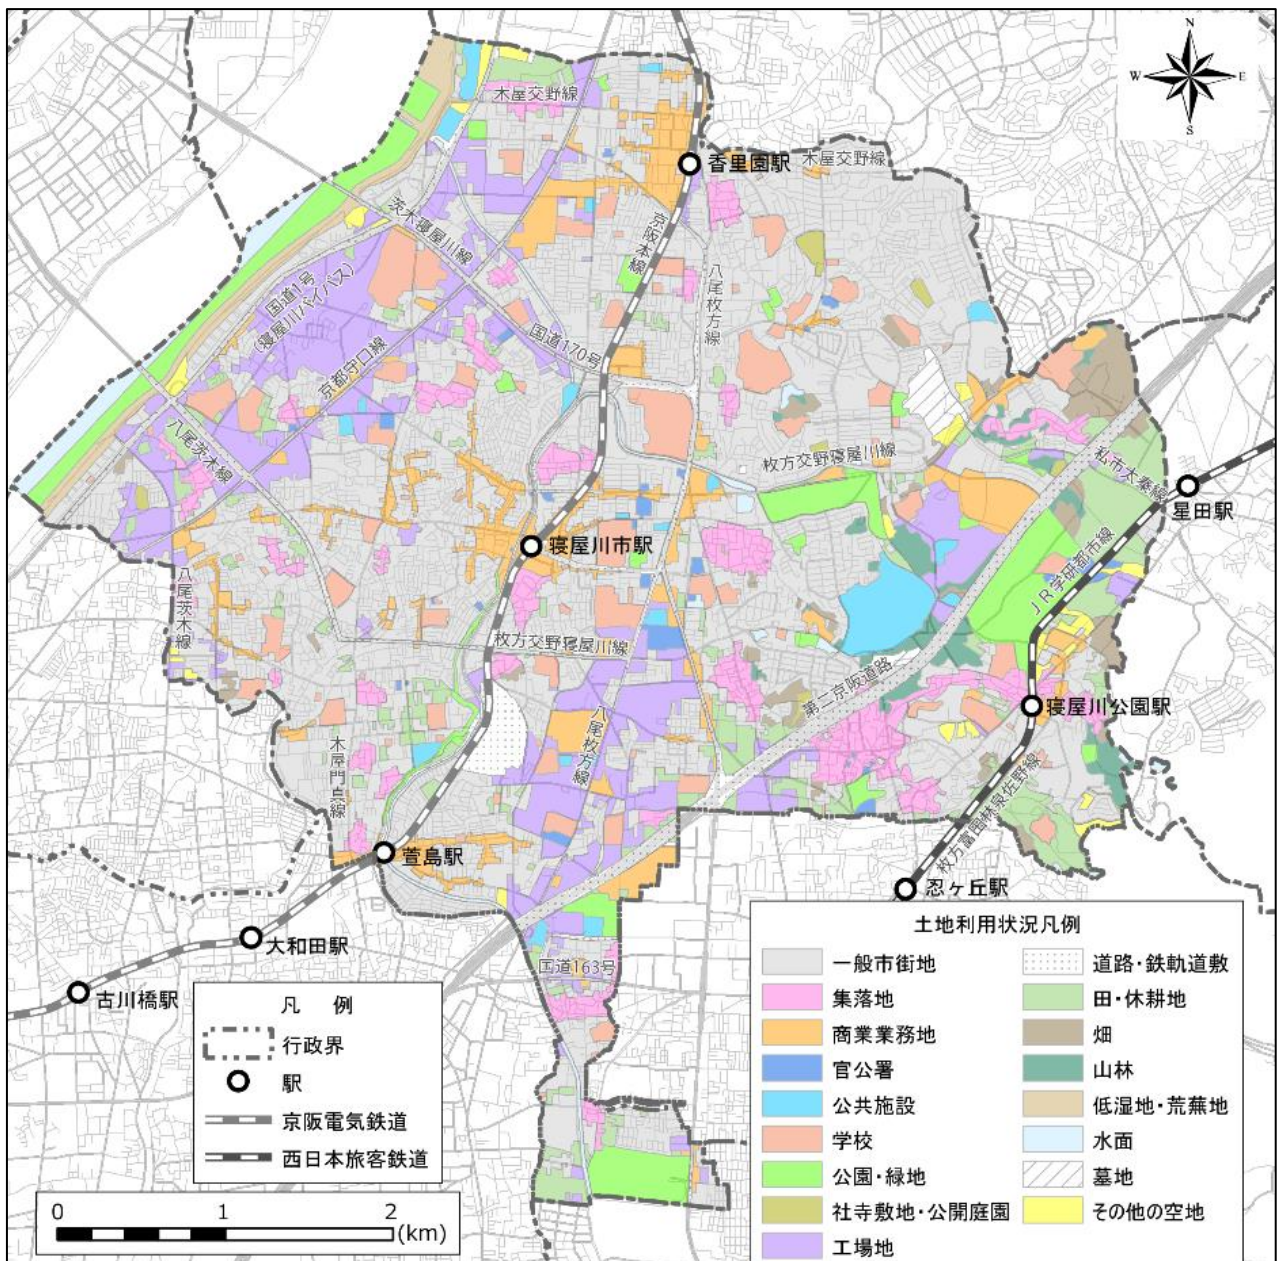 N
W
E
S
木屋交野線
香里園駅
木屋交野線
茨木寝屋川線
京阪本線
八尾枚方線
国道1号
(寝屋川バイパス)
京都守口線
国道170号
八尾茨木線
枚方交野寝屋川線
私市太秦線
星田駅
寝屋川市駅
JR学研都市線
八尾茨木線
枚方交野寝屋川線
第二京阪道路
寝屋川公園駅
八尾枚方線
木屋門真線
枚方富田林泉佐野線
萱島駅
忍ヶ丘駅
大和田駅
国道163号
古川橋駅
凡 例
行政界
駅
京阪電気鉄道
西日本旅客鉄道
0
1
2
(km)
土地利用状況凡例
一般市街地
集落地
商業業務地
官公署
公共施設
学校
公園・緑地
社寺敷地・公開庭園
工場地
道路・鉄軌道敷
田・休耕地
畑
山林
低湿地・荒蕪地
水面
墓地
その他の空地